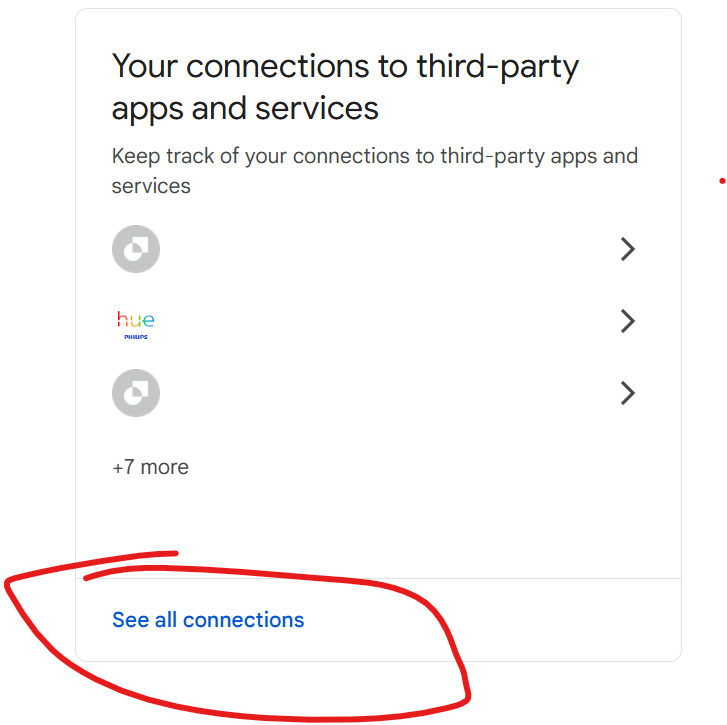 Your connections to third-party
apps and services
Keep track of your connections to third-party apps and
services
hue
PHILIPS
+7 more
See all connections